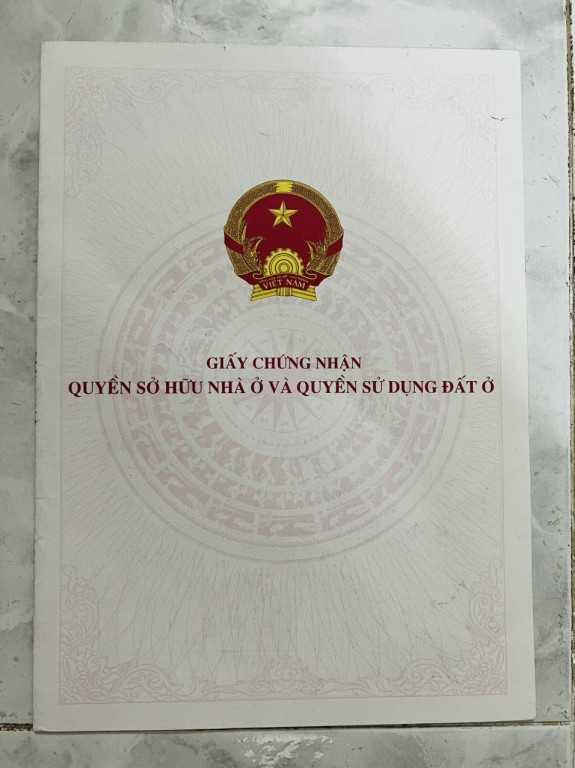 VIỆT NAM
GIẤY CHỨNG NHẬN
QUYỀN SỞ HỮU NHÀ Ở VÀ QUYỀN SỬ DỤNG ĐẤT Ở